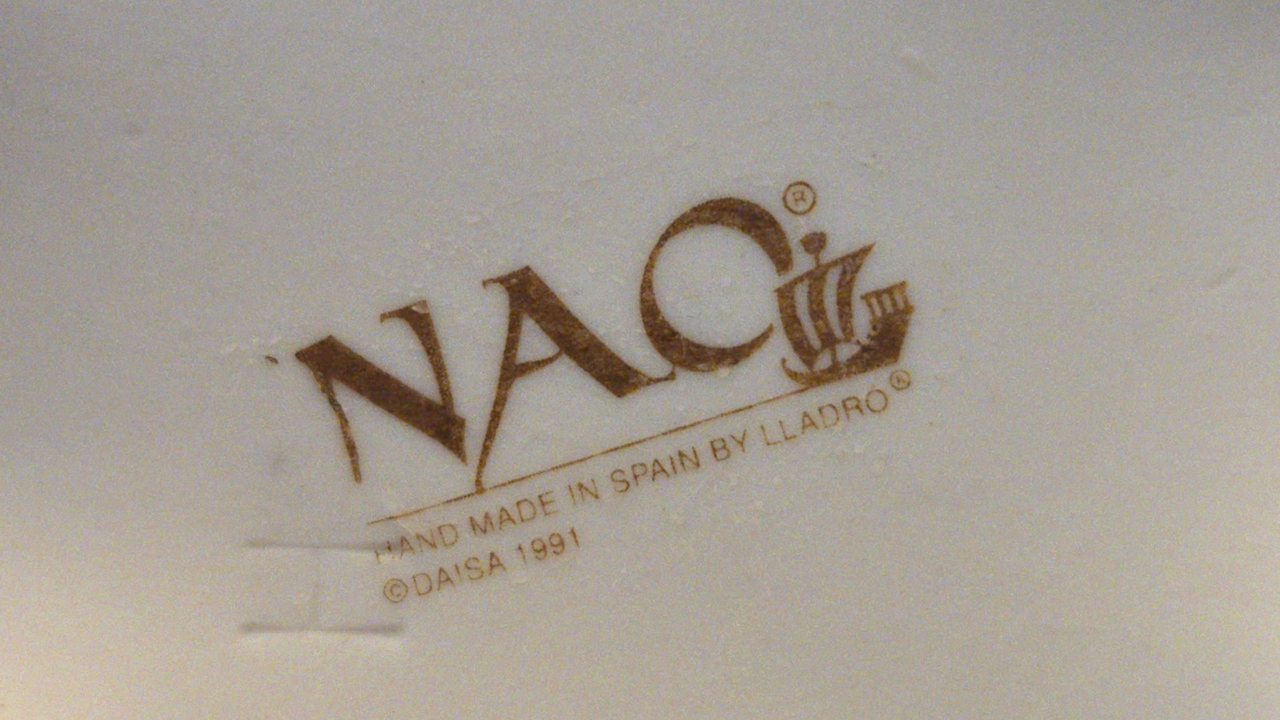 NAO®
HAND MADE IN SPAIN BY LLADRO®
©DAISA 1991